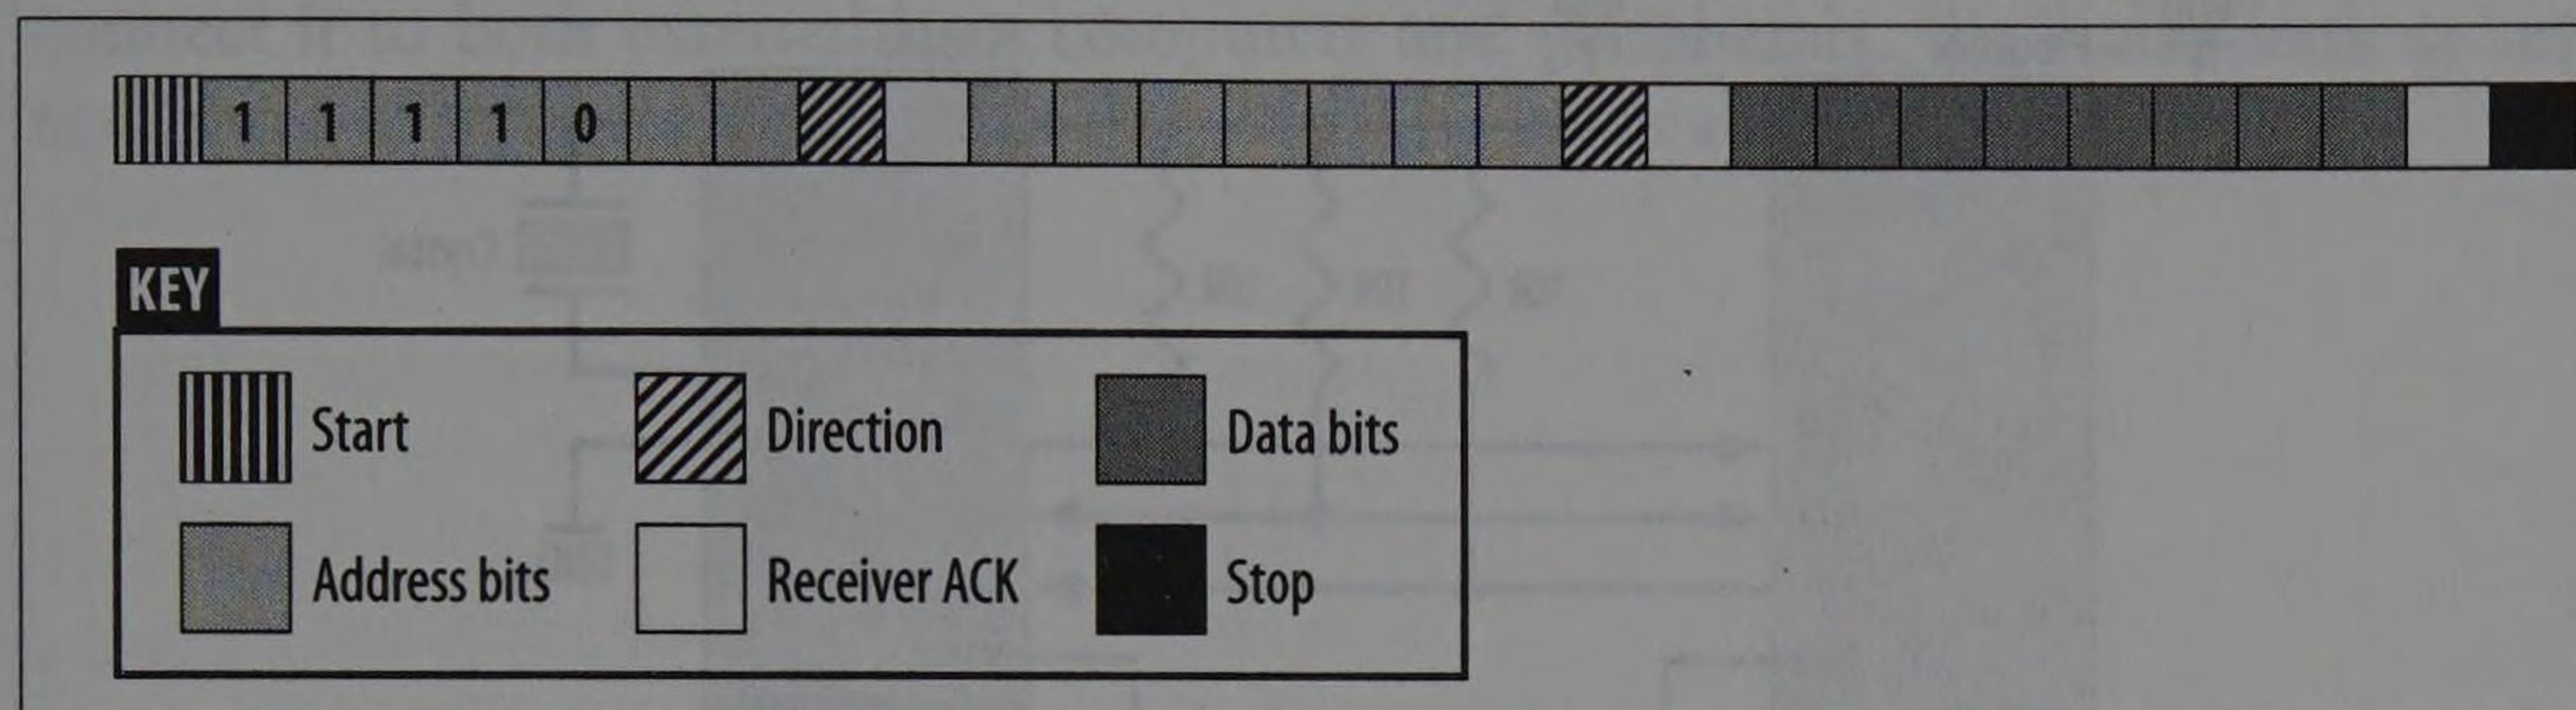 1 1 1 1 0
KEY
Start Direction Data bits
Address bits Receiver ACK Stop